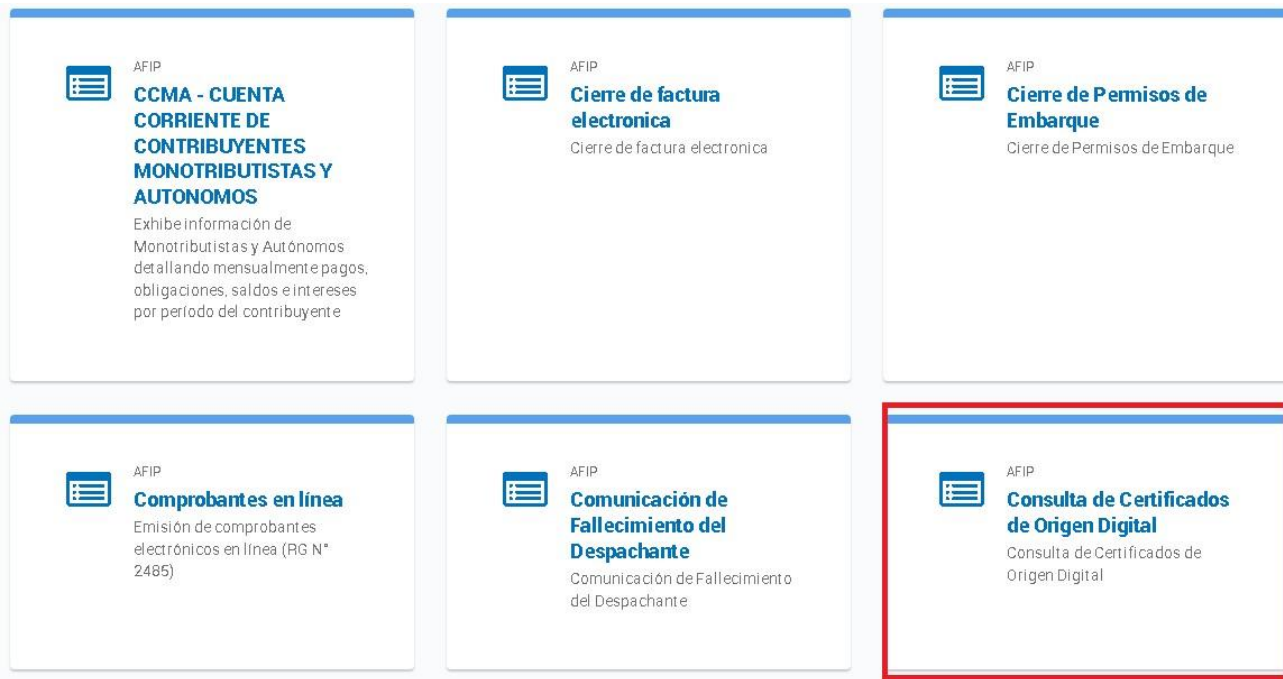 AFIP
CCMA - CUENTA
CORRIENTE DE
CONTRIBUYENTES
MONOTRIBUTISTAS Y
AUTONOMOS
Exhibe información de
Monotributistas y Autónomos
detallando mensualmente pagos,
obligaciones, saldos e intereses
por período del contribuyente
AFIP
Cierre de factura
electronica
Cierre de factura electronica
AFIP
Cierre de Permisos de
Embarque
Cierre de Permisos de Embarque
AFIP
Comprobantes en línea
Emisión de comprobantes
electrónicos en línea (RG N°
2485)
AFIP
Comunicación de
Fallecimiento del
Despachante
Comunicación de Fallecimiento
del Despachante
AFIP
Consulta de Certificados
de Origen Digital
Consulta de Certificados de
Origen Digital